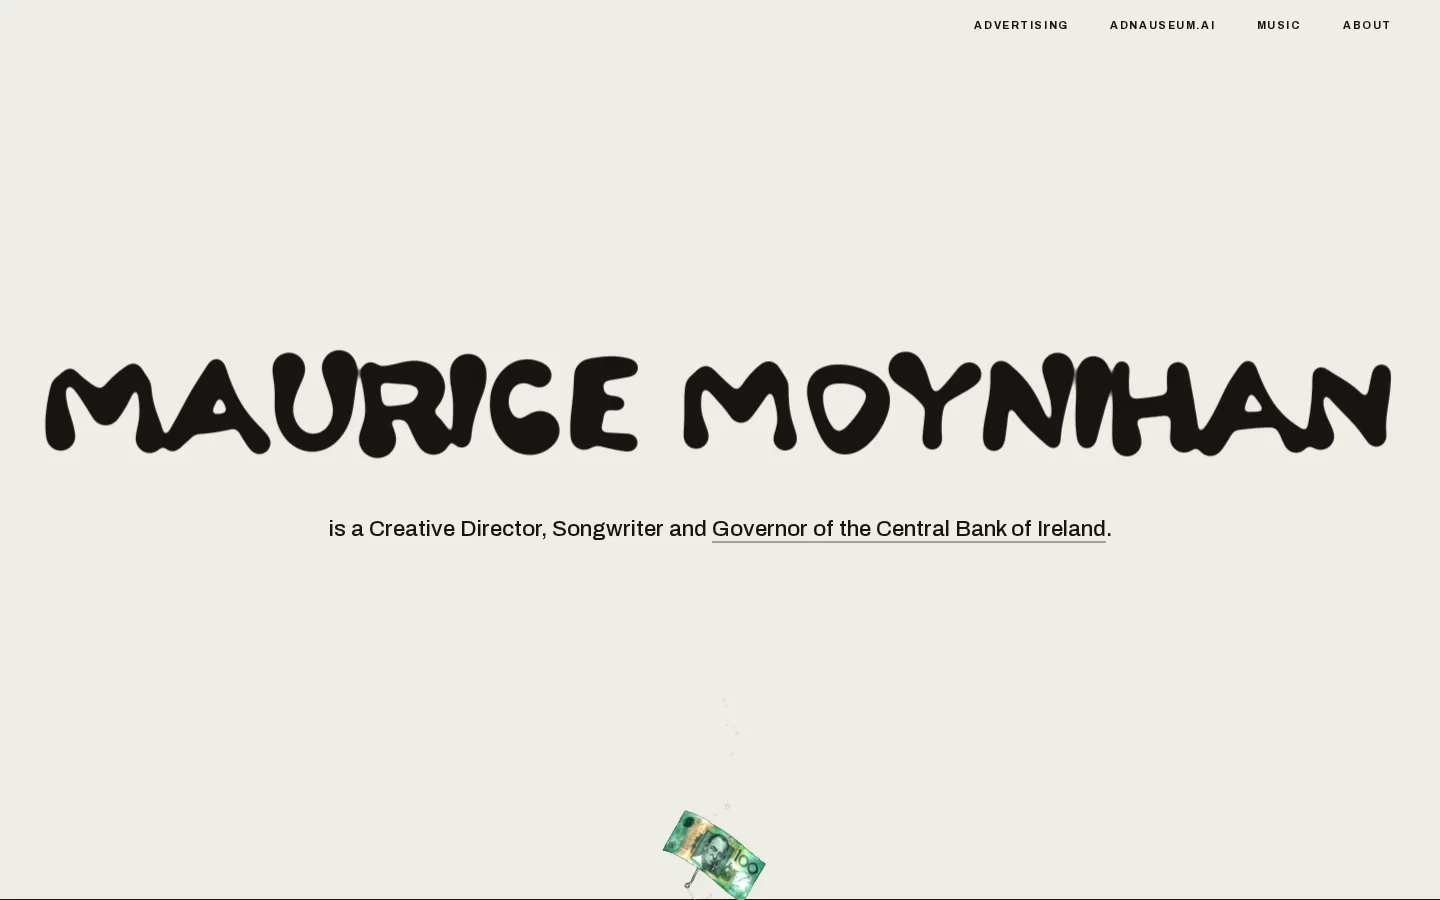 ADVERTISING ADNAUSEUM.AI MUSIC ABOUT
MAURICE MOYNIHAN
is a Creative Director, Songwriter and Governor of the Central Bank of Ireland.
100